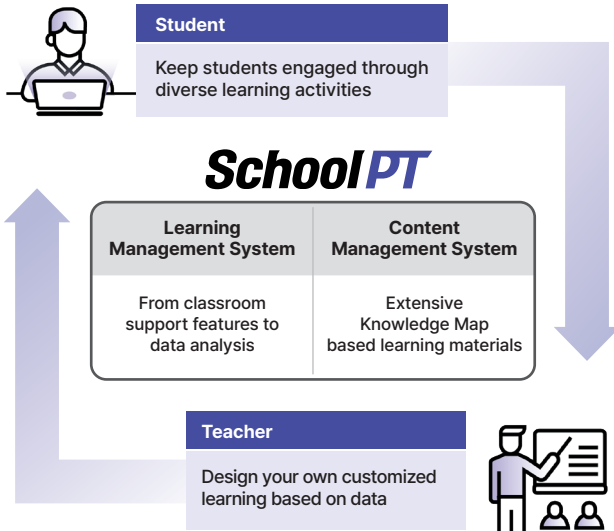 Student
Keep students engaged through
diverse learning activities
SchoolPT
Learning
Management System
Content
Management System
From classroom
support features to
data analysis
Extensive
Knowledge Map
based learning materials
Teacher
Design your own customized
learning based on data